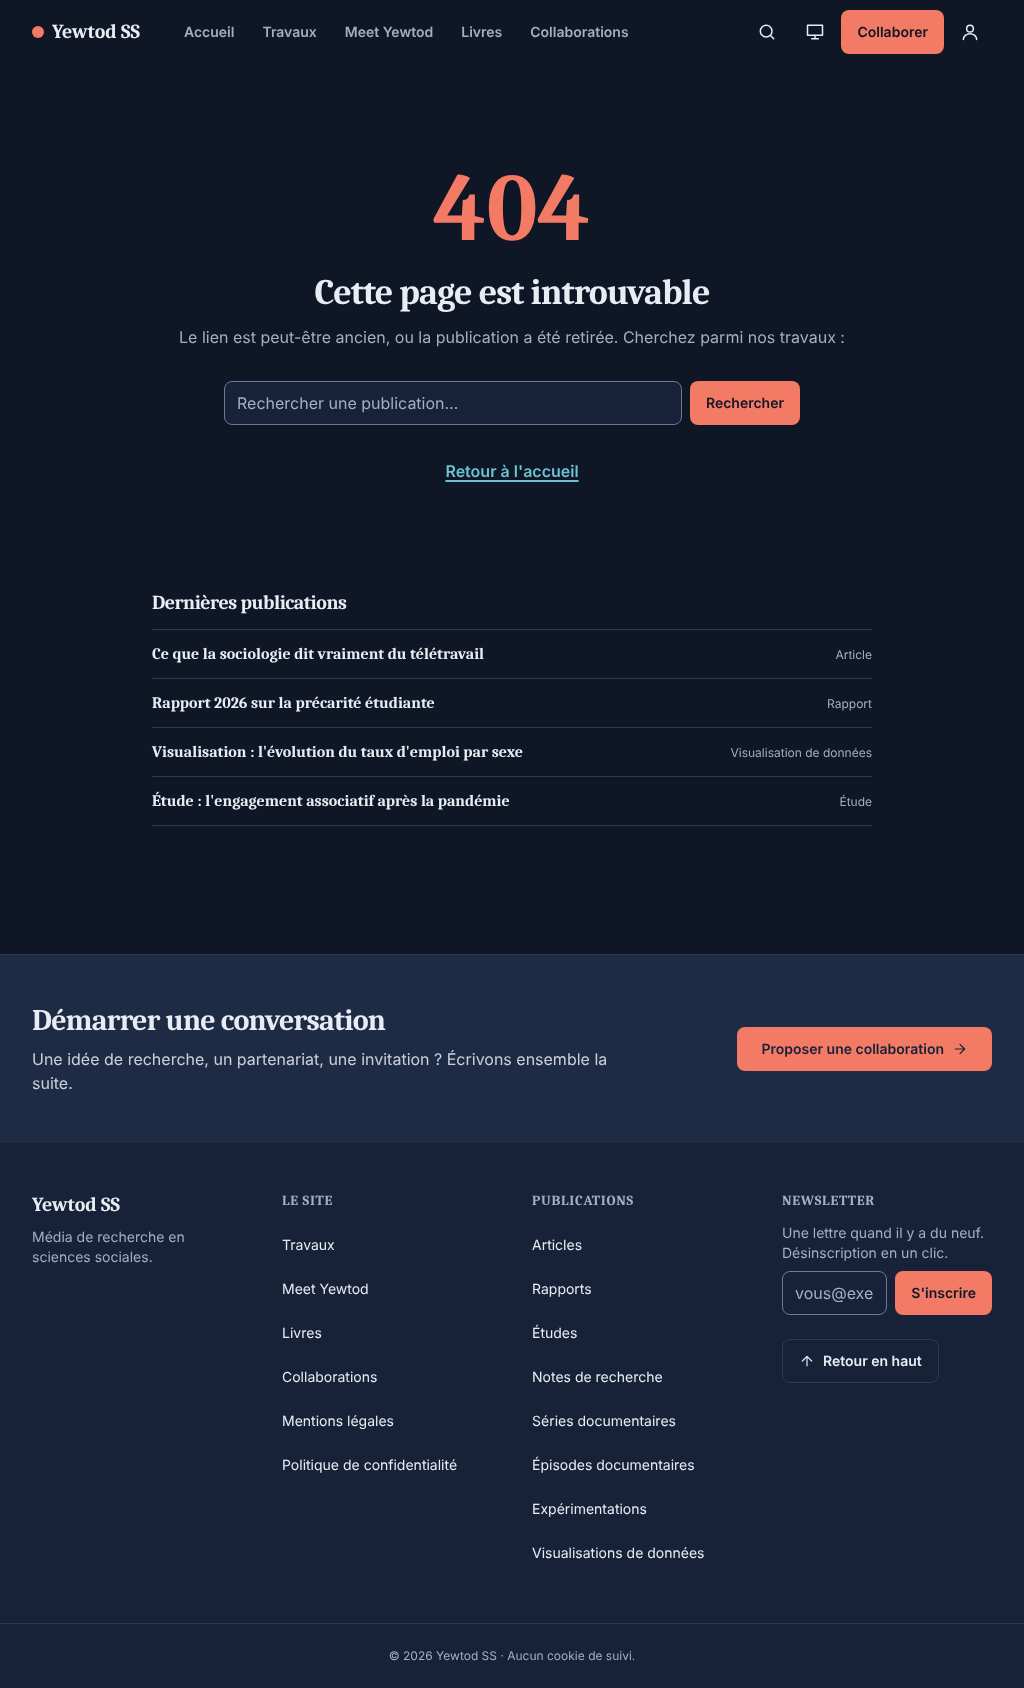 Yewtod SS
Accueil
Travaux
Meet Yewtod
Livres
Collaborations
Collaborer
404
Cette page est introuvable
Le lien est peut-être ancien, ou la publication a été retirée. Cherchez parmi nos travaux :
Rechercher une publication...
Rechercher
Retour à l'accueil
Dernières publications
Ce que la sociologie dit vraiment du télétravail
Article
Rapport 2026 sur la précarité étudiante
Rapport
Visualisation : l'évolution du taux d'emploi par sexe
Visualisation de données
Étude : l'engagement associatif après la pandémie
Étude
Démarrer une conversation
Une idée de recherche, un partenariat, une invitation ? Écrivons ensemble la
suite.
Proposer une collaboration
Yewtod SS
Média de recherche en
sciences sociales.
LE SITE
Travaux
Meet Yewtod
Livres
Collaborations
Mentions légales
Politique de confidentialité
PUBLICATIONS
Articles
Rapports
Études
Notes de recherche
Séries documentaires
Épisodes documentaires
Expérimentations
Visualisations de données
NEWSLETTER
Une lettre quand il y a du neuf.
Désinscription en un clic.
vous@exe
S'inscrire
Retour en haut
© 2026 Yewtod SS · Aucun cookie de suivi.